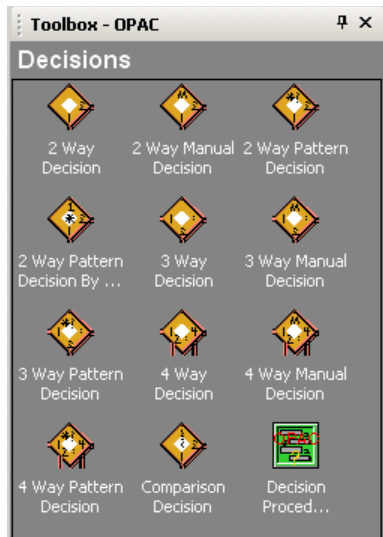 Toolbox - OPAC
Decisions
2 Way
Decision
2 Way Manual
Decision
2 Way Pattern
Decision
2 Way Pattern
Decision By ...
3 Way
Decision
3 Way Manual
Decision
3 Way Pattern
Decision
4 Way
Decision
4 Way Manual
Decision
4 Way Pattern
Decision
Comparison
Decision
OPAC
Decision
Proced...